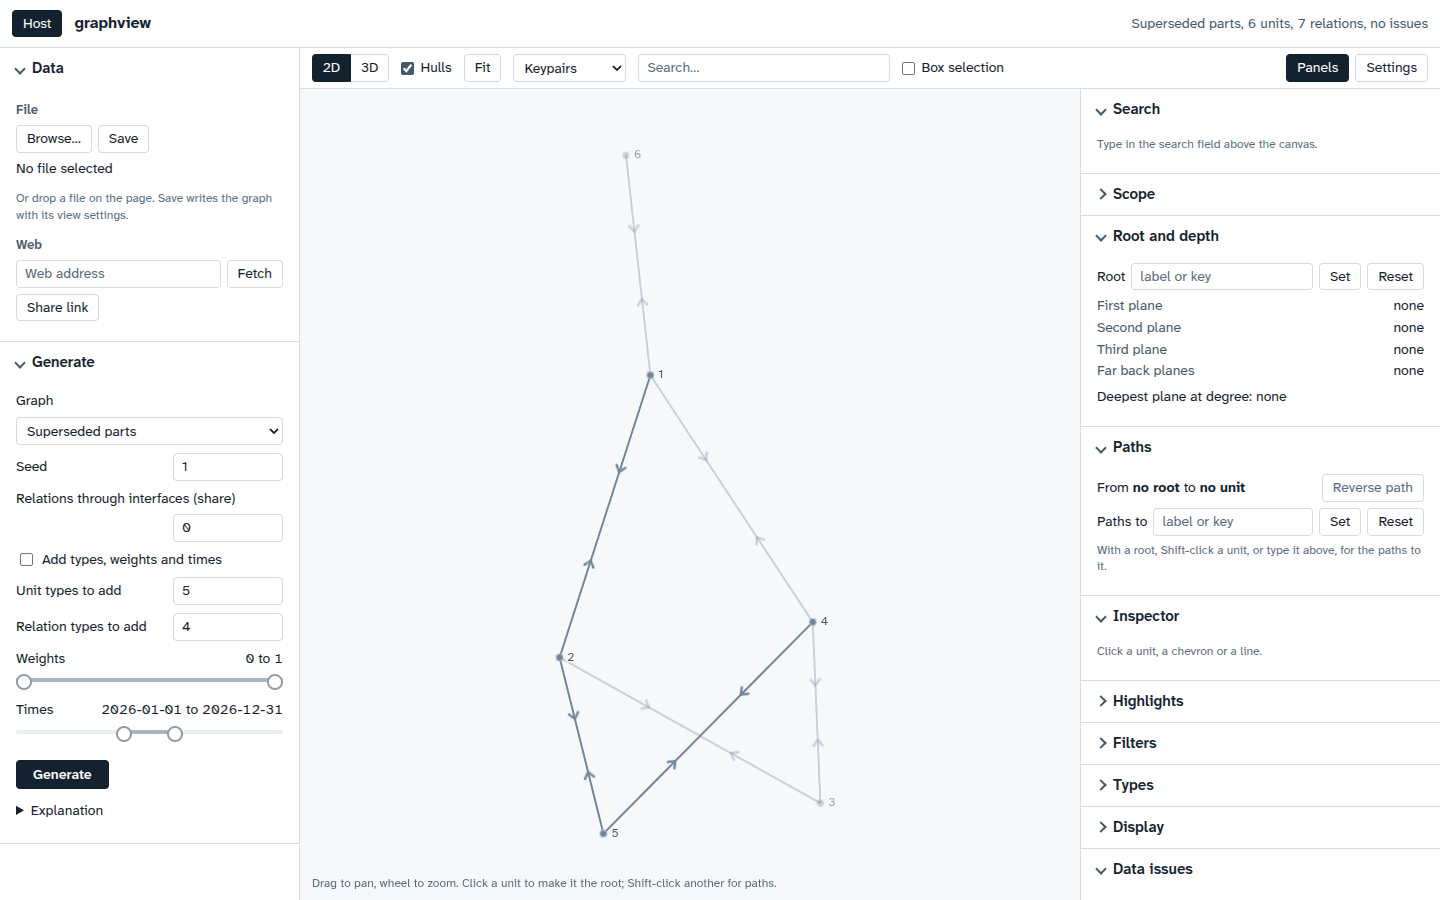 Host graphview Superseded parts, 6 units, 7 relations, no issues
2D 3D Hulls Fit Keypairs Search... Box selection Panels Settings
Data
File
Browse... Save
No file selected
Or drop a file on the page. Save writes the graph
with its view settings.
Web
Web address Fetch
Share link
Generate
Graph
Superseded parts
Seed 1
Relations through interfaces (share)
0
Add types, weights and times
Unit types to add 5
Relation types to add 4
Weights 0 to 1
Times 2026-01-01 to 2026-12-31
Generate
Explanation
6
1
4
2
3
5
Drag to pan, wheel to zoom. Click a unit to make it the root; Shift-click another for paths.
Search
Type in the search field above the canvas.
Scope
Root and depth
Root label or key Set Reset
First plane none
Second plane none
Third plane none
Far back planes none
Deepest plane at degree: none
Paths
From no root to no unit Reverse path
Paths to label or key Set Reset
With a root, Shift-click a unit, or type it above, for the paths to
it.
Inspector
Click a unit, a chevron or a line.
Highlights
Filters
Types
Display
Data issues